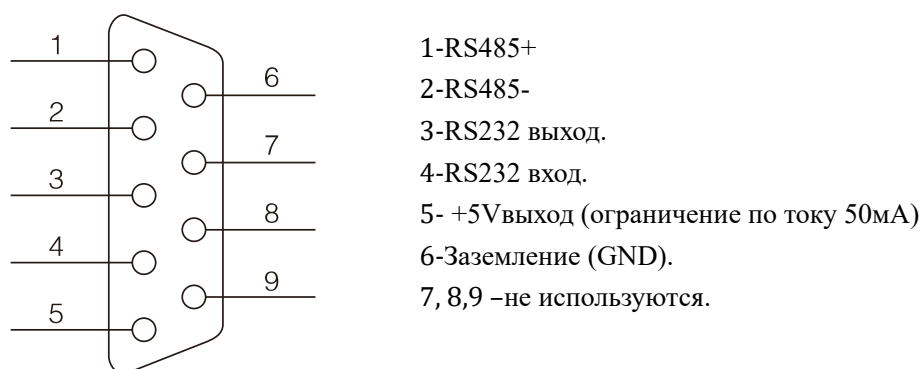 1
2
3
4
5
6
7
8
9
1-RS485+
2-RS485-
3-RS232 выход.
4-RS232 вход.
5- +5Vвыход (ограничение по току 50мА)
6-Заземление (GND).
7, 8,9 –не используются.